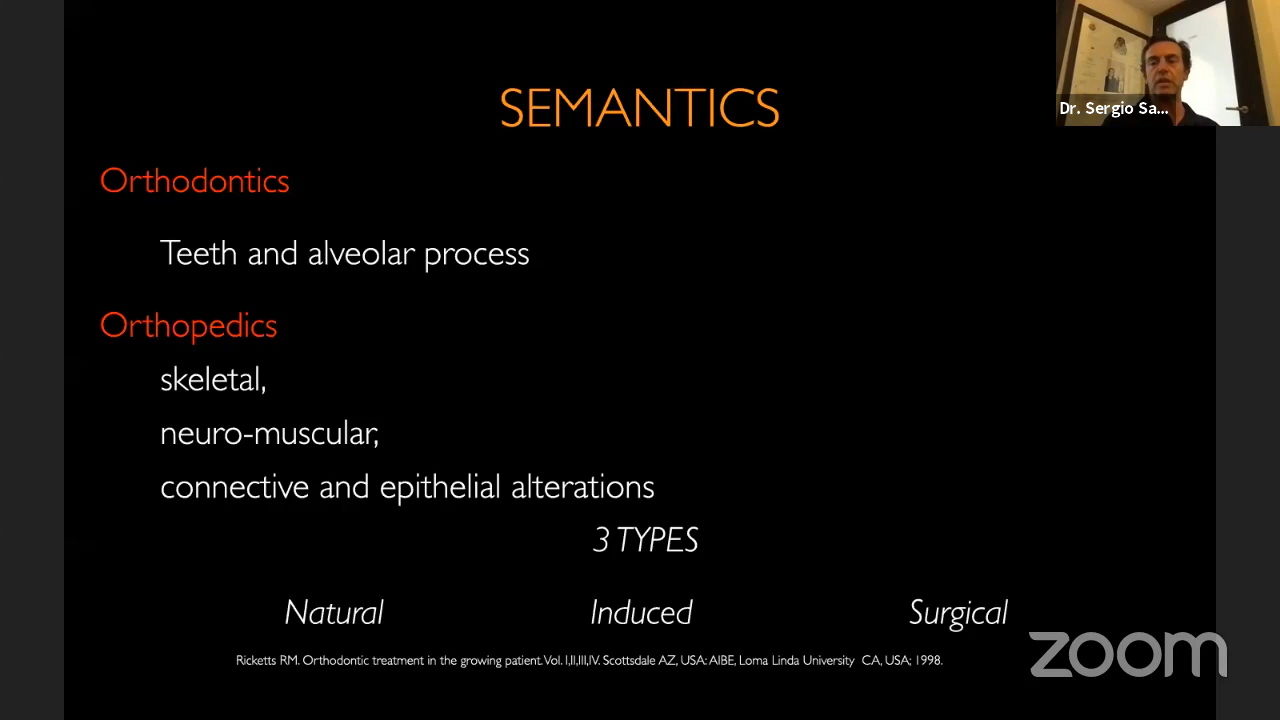 SEMANTICS
Dr. Sergio Sa...
Orthodontics
Teeth and alveolar process
Orthopedics
skeletal,
neuro-muscular,
connective and epithelial alterations
3 TYPES
Natural Induced Surgical
Ricketts RM. Orthodontic treatment in the growing patient. Vol. I,II,III,IV. Scottsdale AZ, USA: AIBE, Loma Linda University CA, USA; 1998.
zoom